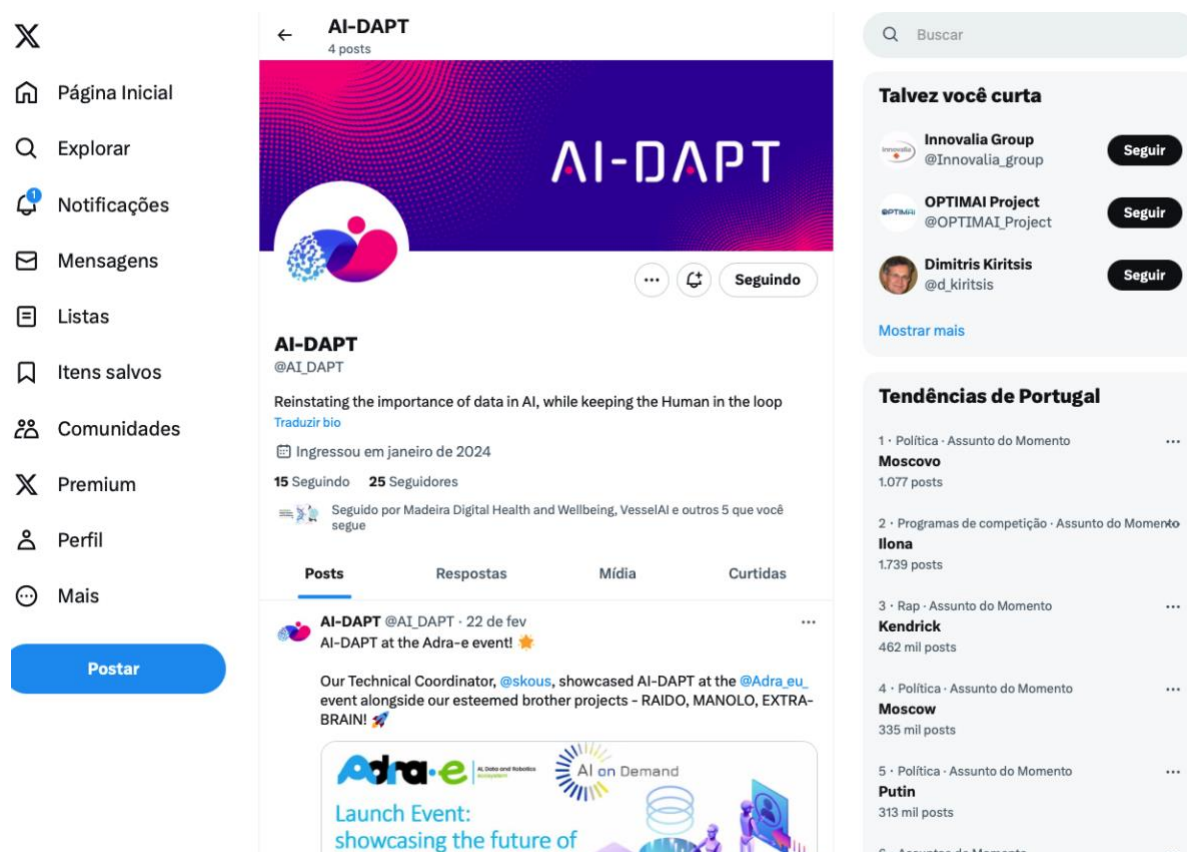 X
Página Inicial
Explorar
1
Notificações
Mensagens
Listas
Itens salvos
Comunidades
Premium
Perfil
Mais
Postar
AI-DAPT
4 posts
AI-DAPT
Seguindo
AI-DAPT
@AI_DAPT
Reinstating the importance of data in AI, while keeping the Human in the loop
Traduzir bio
Ingressou em janeiro de 2024
15 Seguindo 25 Seguidores
Seguido por Madeira Digital Health and Wellbeing, VesselAI e outros 5 que você
segue
Posts Respostas Mídia Curtidas
AI-DAPT @AI_DAPT · 22 de fev
AI-DAPT at the Adra-e event!
Our Technical Coordinator, @skous, showcased AI-DAPT at the @Adra_eu_
event alongside our esteemed brother projects - RAIDO, MANOLO, EXTRA-
BRAIN!
Adra-e
AI, Data and Robotics
AI on Demand
Launch Event:
showcasing the future of
Buscar
Talvez você curta
innovalia
Innovalia Group
@Innovalia_group
Seguir
OPTIMAI
OPTIMAI Project
@OPTIMAI_Project
Seguir
Dimitris Kiritsis
@d_kiritsis
Seguir
Mostrar mais
Tendências de Portugal
1 · Política · Assunto do Momento
Moscovo
1.077 posts
2 · Programas de competição · Assunto do Momento
Ilona
1.739 posts
3 · Rap · Assunto do Momento
Kendrick
462 mil posts
4 · Política · Assunto do Momento
Moscow
335 mil posts
5 · Política · Assunto do Momento
Putin
313 mil posts